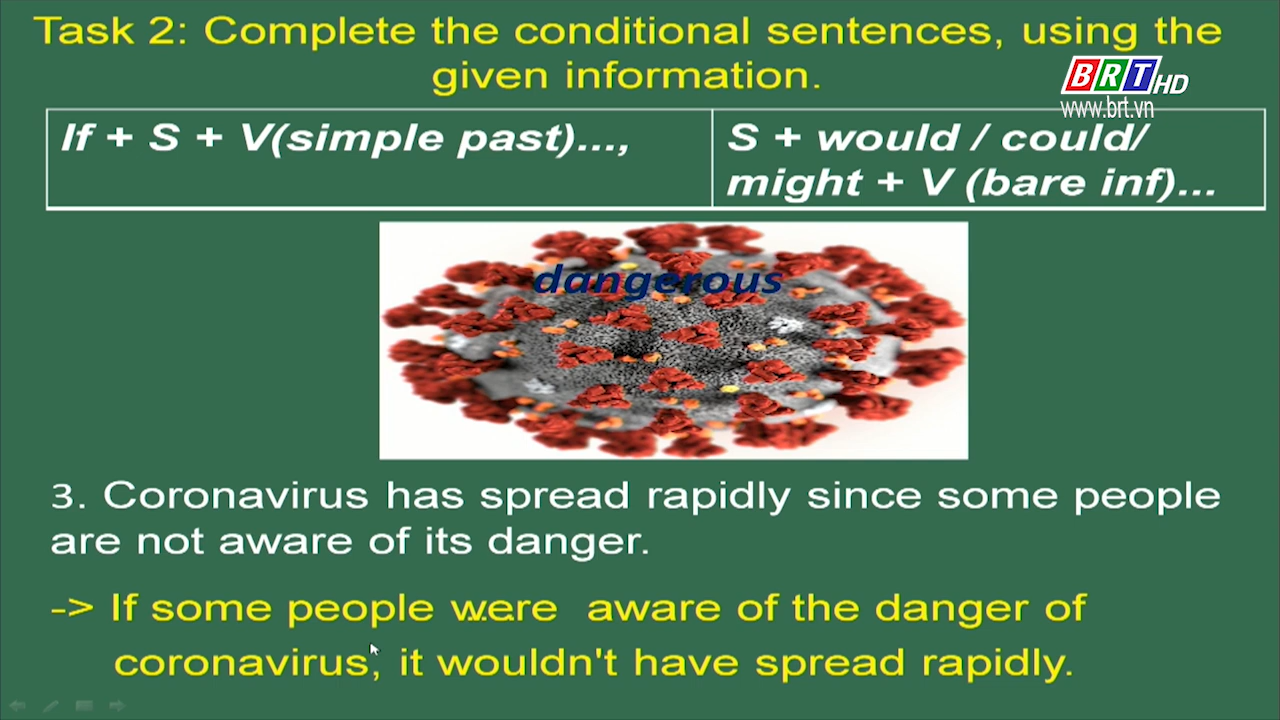 Task 2: Complete the conditional sentences, using the
given information.
BRT HD
www.brt.vn
If + S + V(simple past)...,
S + would / could/
might + V (bare inf)...
dangerous
3. Coronavirus has spread rapidly since some people
are not aware of its danger.
-> If some people were aware of the danger of
coronavirus, it wouldn't have spread rapidly.